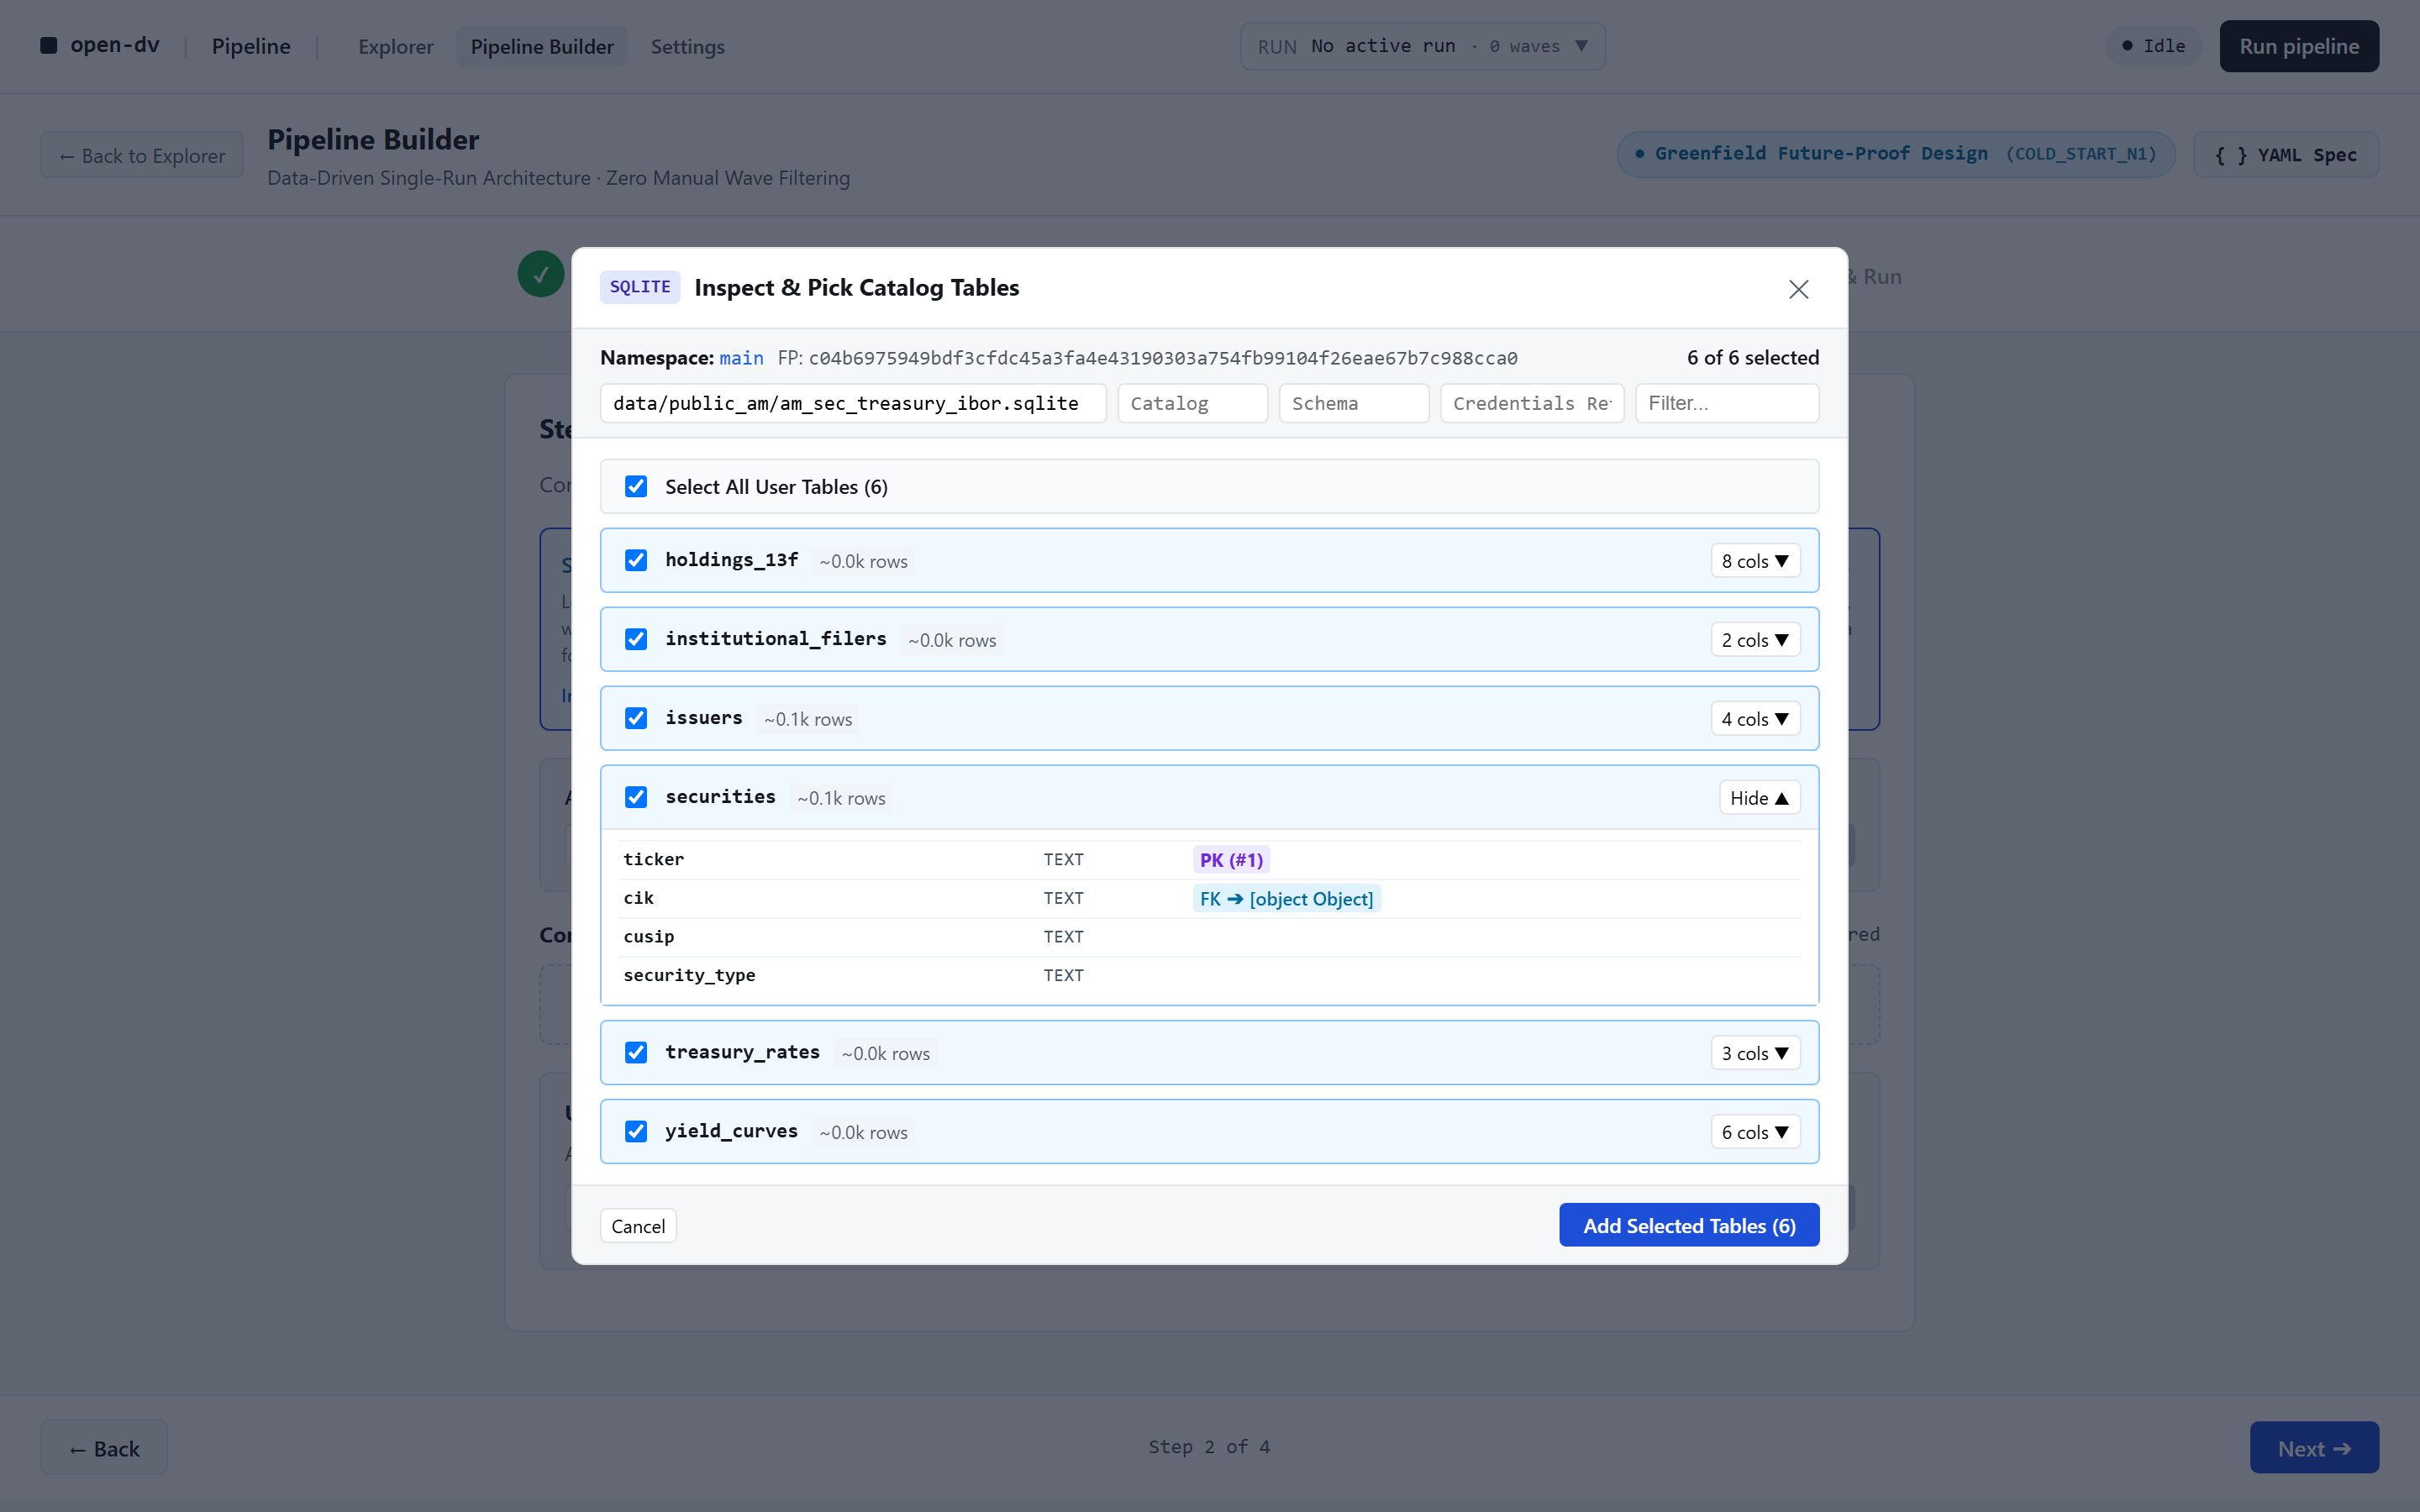 open-dv | Pipeline | Explorer Pipeline Builder Settings RUN No active run · 0 waves ▼ ● Idle Run pipeline
← Back to Explorer
Pipeline Builder
Data-Driven Single-Run Architecture · Zero Manual Wave Filtering
● Greenfield Future-Proof Design (COLD_START_N1) { } YAML Spec
✓ & Run
SQLITE Inspect & Pick Catalog Tables
Namespace: main FP: c04b6975949bdf3cfdc45a3fa4e43190303a754fb99104f26eae67b7c988cca0 6 of 6 selected
data/public_am/am_sec_treasury_ibor.sqlite Catalog Schema Credentials Re Filter...
Select All User Tables (6)
holdings_13f ~0.0k rows 8 cols ▼
institutional_filers ~0.0k rows 2 cols ▼
issuers ~0.1k rows 4 cols ▼
securities ~0.1k rows Hide ▲
ticker TEXT PK (#1)
cik TEXT FK ➔ [object Object]
cusip TEXT
security_type TEXT
treasury_rates ~0.0k rows 3 cols ▼
yield_curves ~0.0k rows 6 cols ▼
Cancel Add Selected Tables (6)
← Back Step 2 of 4 Next ➔